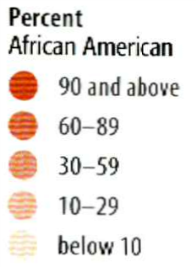 Percent
African American
90 and above
60–89
30–59
10–29
below 10